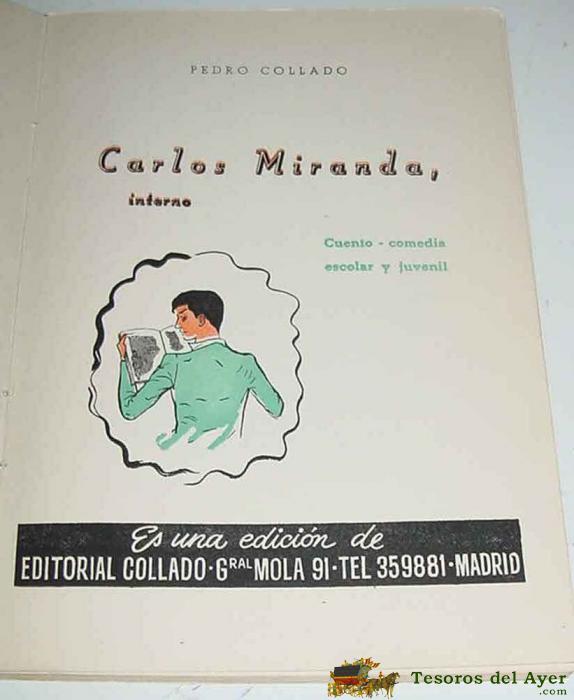 PEDRO COLLADO
Carlos Miranda,
interno
Cuento - comedia
escolar y juvenil
Es una edición de
EDITORIAL COLLADO · GRAL MOLA 91 · TEL 359881 · MADRID
Tesoros del Ayer
.com